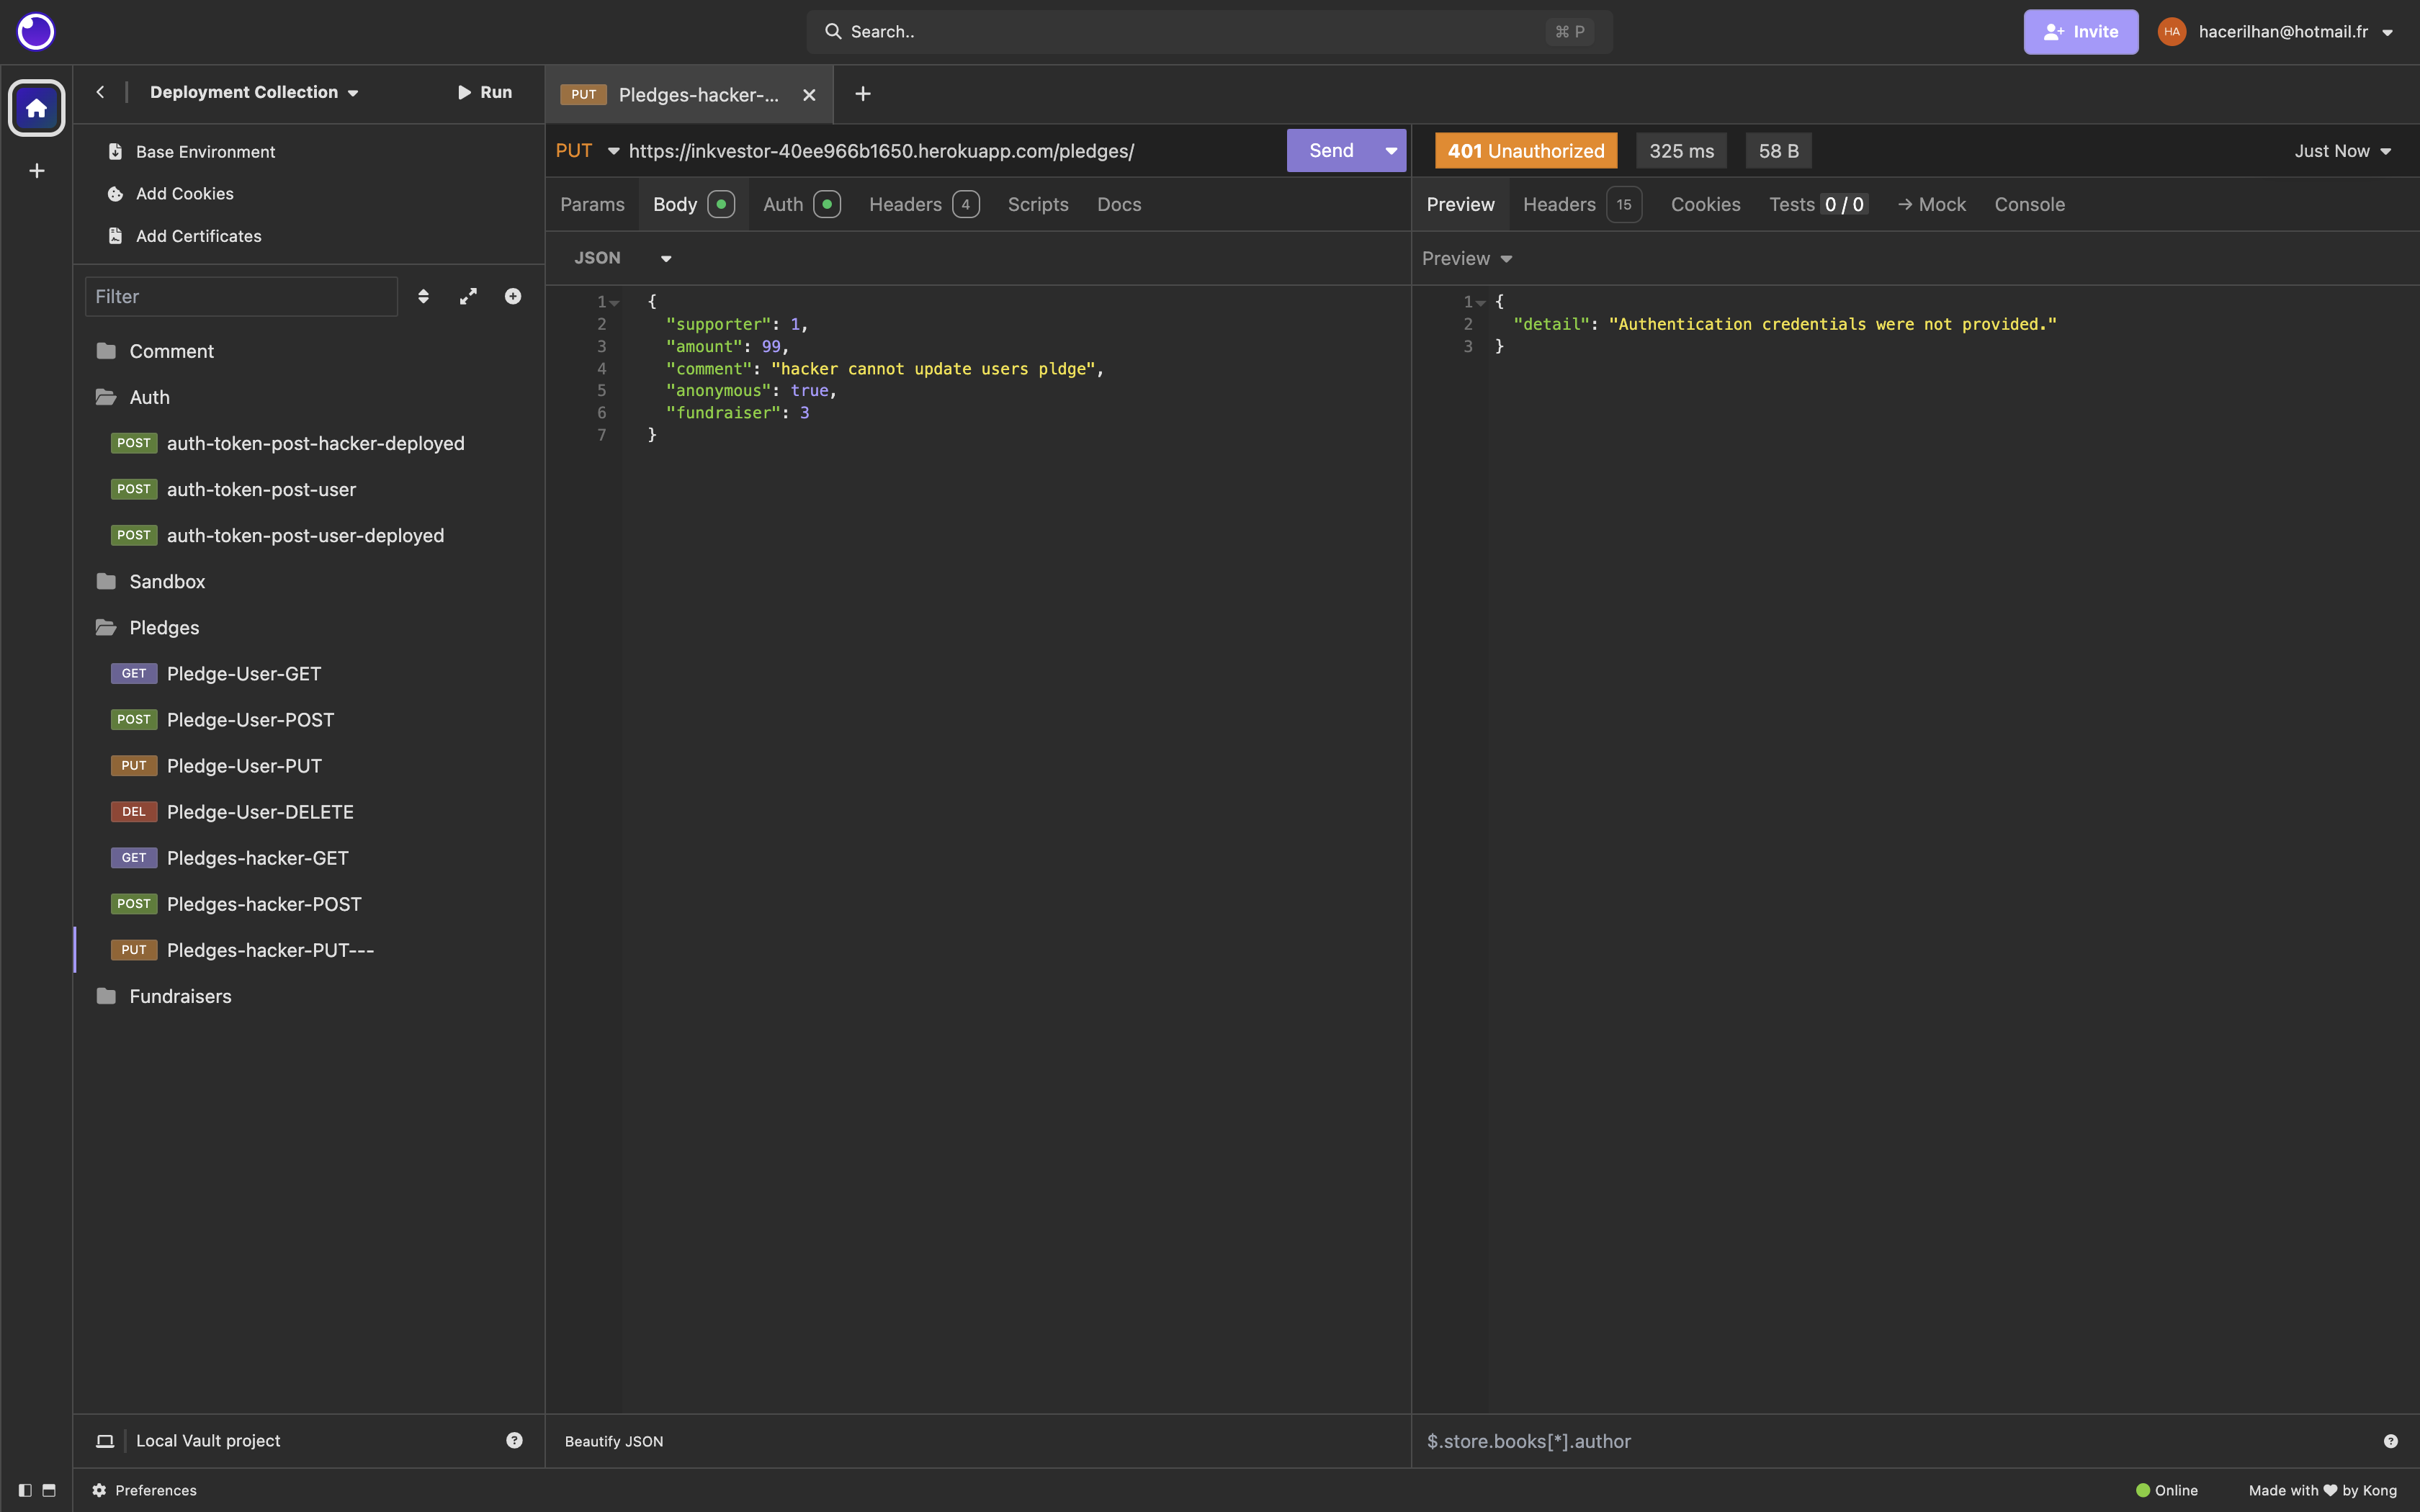 Search..
⌘ P
Invite
HA
hacerilhan@hotmail.fr
Deployment Collection
Run
Base Environment
Add Cookies
Add Certificates
Filter
Comment
Auth
POST auth-token-post-hacker-deployed
POST auth-token-post-user
POST auth-token-post-user-deployed
Sandbox
Pledges
GET Pledge-User-GET
POST Pledge-User-POST
PUT Pledge-User-PUT
DEL Pledge-User-DELETE
GET Pledges-hacker-GET
POST Pledges-hacker-POST
PUT Pledges-hacker-PUT---
Fundraisers
Local Vault project
Preferences
PUT Pledges-hacker-...
PUT https://inkvestor-40ee966b1650.herokuapp.com/pledges/
Send
Params Body Auth Headers 4 Scripts Docs
JSON
1 {
2 "supporter": 1,
3 "amount": 99,
4 "comment": "hacker cannot update users pldge",
5 "anonymous": true,
6 "fundraiser": 3
7 }
Beautify JSON
401 Unauthorized 325 ms 58 B Just Now
Preview Headers 15 Cookies Tests 0 / 0 → Mock Console
Preview
1 {
2 "detail": "Authentication credentials were not provided."
3 }
$.store.books[*].author
Online
Made with ♥ by Kong